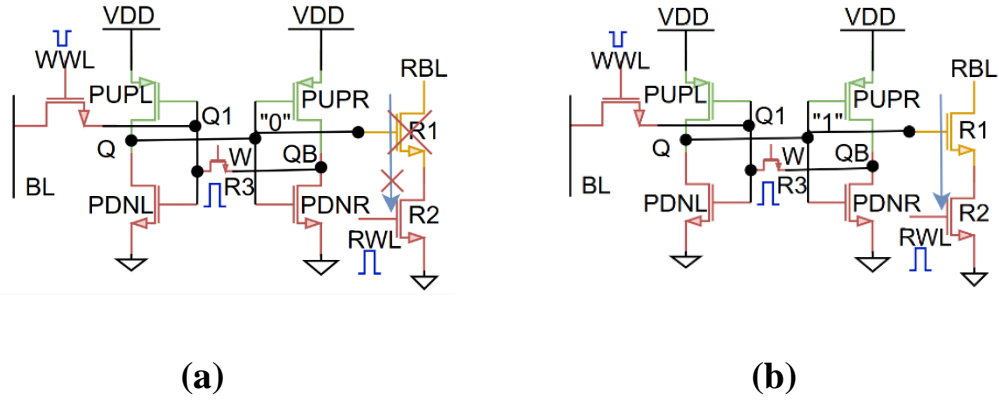 VDD
VDD
WWL
RBL
PUPL
PUPR
Q1
"0"
R1
Q
W
QB
BL
R3
PDNL
PDNR
R2
RWL
(a)
VDD
VDD
WWL
RBL
PUPL
PUPR
Q1
"1"
R1
Q
W
QB
BL
R3
PDNL
PDNR
R2
RWL
(b)